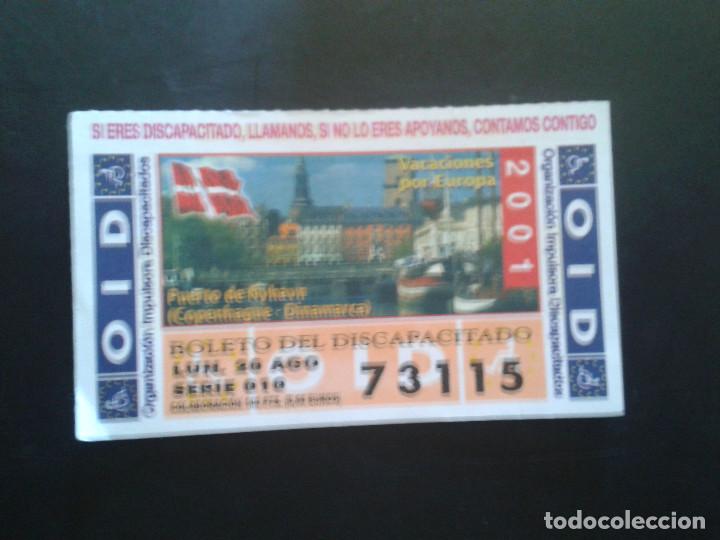 SI ERES DISCAPACITADO, LLAMANOS, SI NO LO ERES APOYANOS, CONTAMOS CONTIGO
OID
Organización Impulsora Discapacitados
Vacaciones
por Europa
2001
Puerto de Nyhavn
(Copenhague - Dinamarca)
BOLETO DEL DISCAPACITADO
LUN. 20 AGO
SERIE 010
73115
OID
Organización Impulsora Discapacitados
todocoleccion
todocoleccion.net